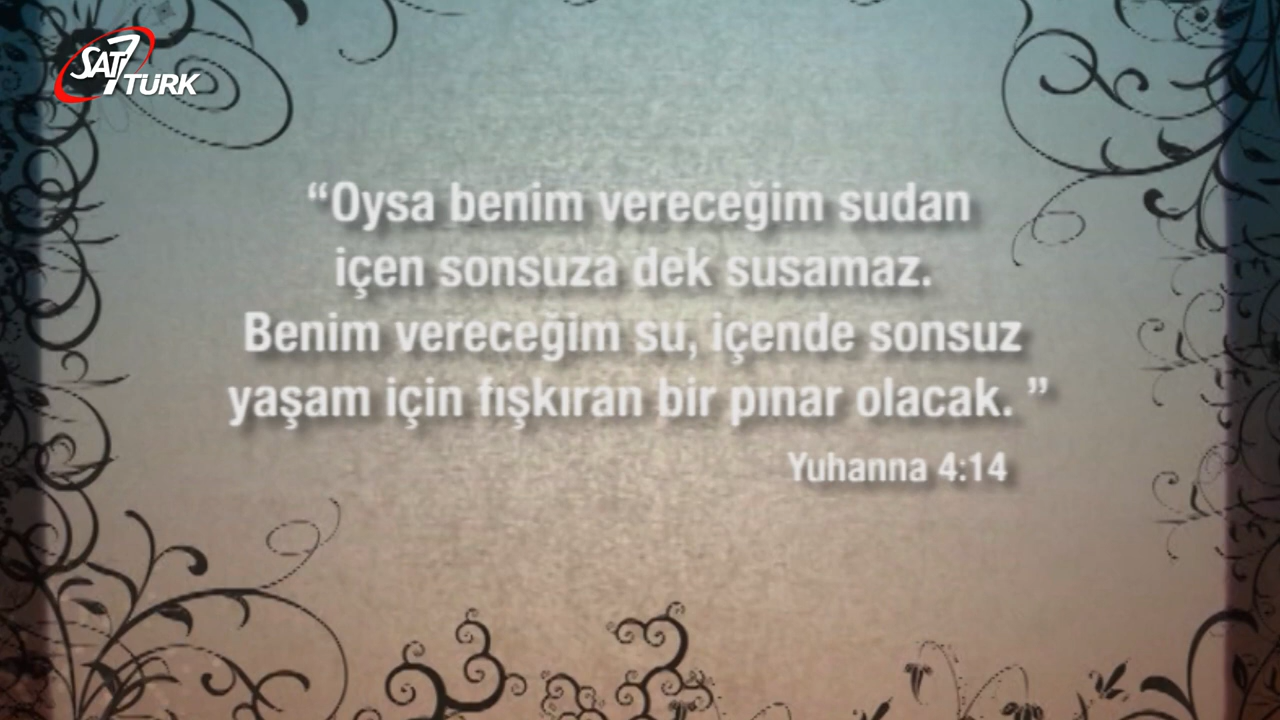 SAT7
TÜRK
“Oysa benim vereceğim sudan
içen sonsuza dek susamaz.
Benim vereceğim su, içende sonsuz
yaşam için fışkıran bir pınar olacak. ”
Yuhanna 4:14